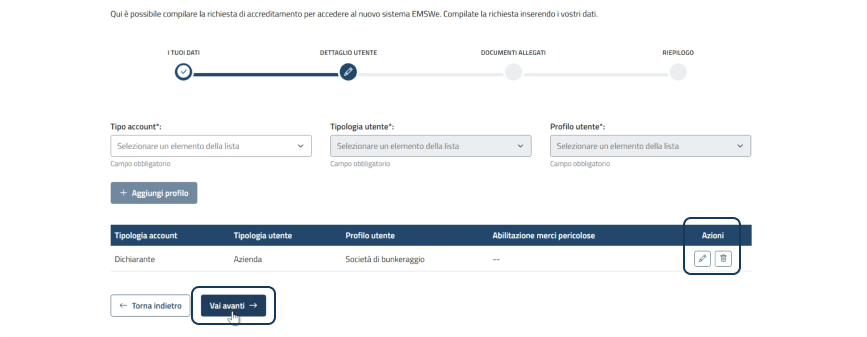 Qui è possibile compilare la richiesta di accreditamento per accedere al nuovo sistema EMSWe. Compilate la richiesta inserendo i vostri dati.
I TUOI DATI DETTAGLIO UTENTE DOCUMENTI ALLEGATI RIEPILOGO
Tipo account*: Tipologia utente*: Profilo utente*:
Selezionare un elemento della lista Selezionare un elemento della lista Selezionare un elemento della lista
Campo obbligatorio Campo obbligatorio Campo obbligatorio
+ Aggiungi profilo
Tipologia account Tipologia utente Profilo utente Abilitazione merci pericolose Azioni
Dichiarante Azienda Società di bunkeraggio --
← Torna indietro Vai avanti →